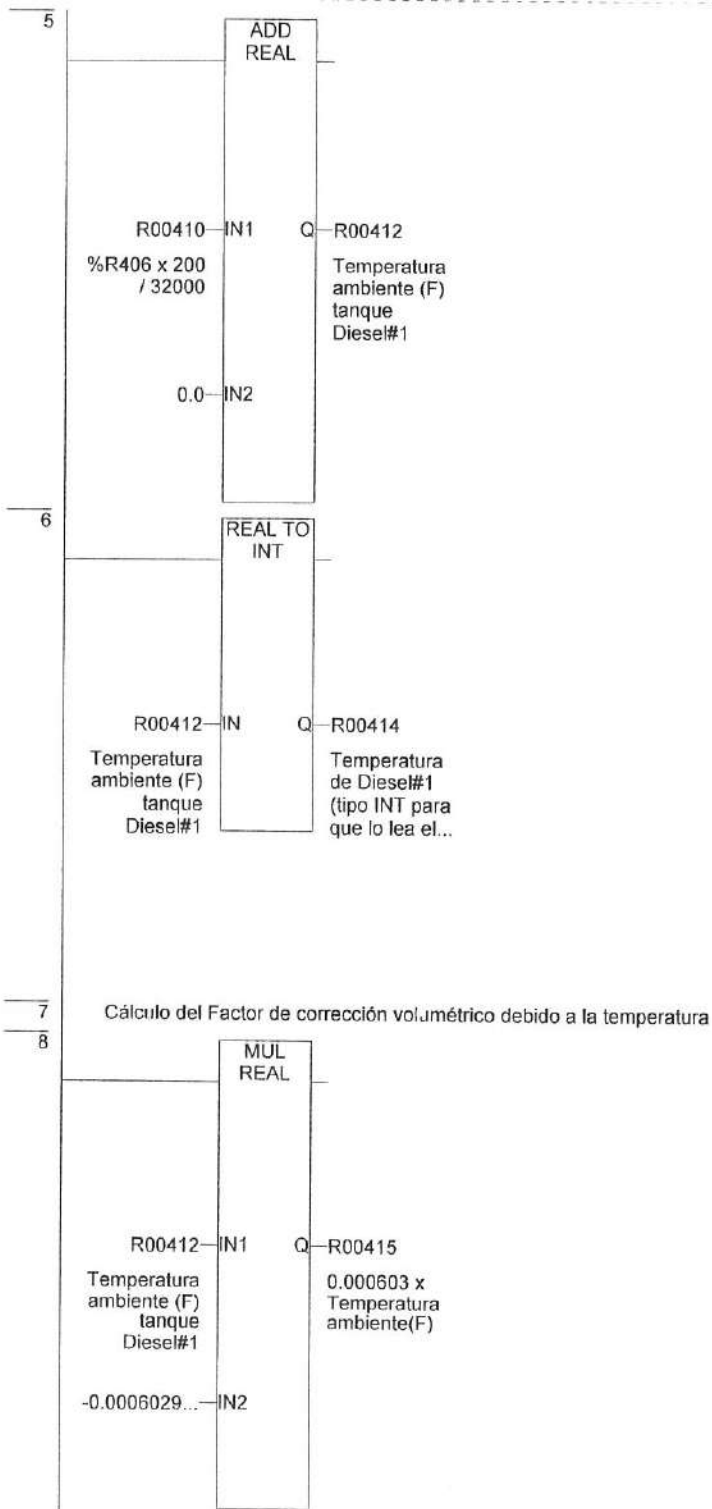 5
ADD
REAL
R00410 IN1 Q R00412
%R406 x 200
/ 32000
Temperatura
ambiente (F)
tanque
Diesel#1
0.0 IN2
6
REAL TO
INT
R00412 IN Q R00414
Temperatura
ambiente (F)
tanque
Diesel#1
Temperatura
de Diesel#1
(tipo INT para
que lo lea el...
7 Cálculo del Factor de corrección volumétrico debido a la temperatura
8
MUL
REAL
R00412 IN1 Q R00415
Temperatura
ambiente (F)
tanque
Diesel#1
0.000603 x
Temperatura
ambiente(F)
-0.0006029... IN2